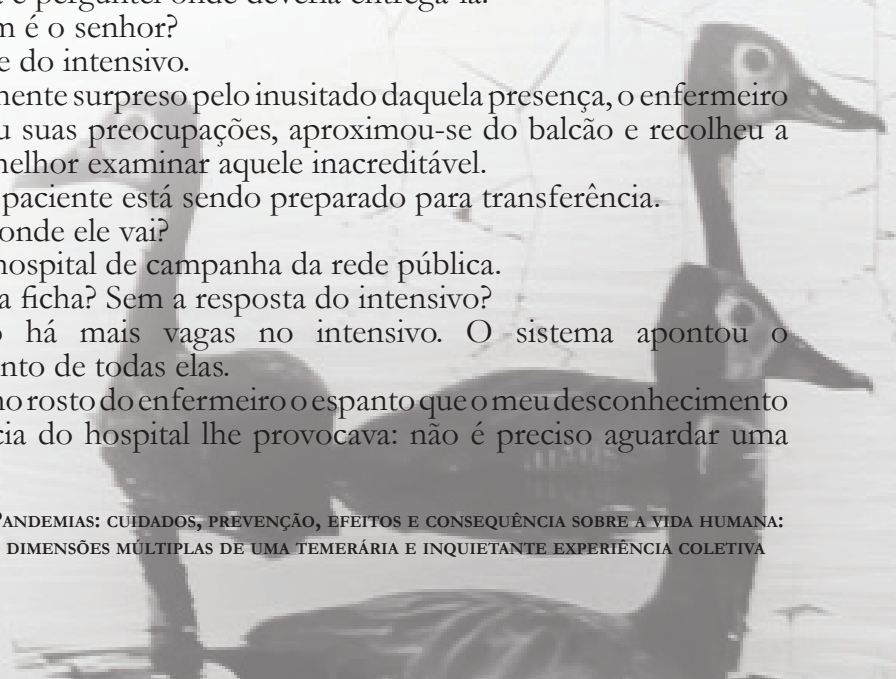 e perguntei onde deveria entregá-la.
é o senhor?
do intensivo.
surpreso pelo inusitado daquela presença, o enfermeiro
suas preocupações, aproximou-se do balcão e recolheu a
melhor examinar aquele inacreditável.
paciente está sendo preparado para transferência.
onde ele vai?
hospital de campanha da rede pública.
a ficha? Sem a resposta do intensivo?
há mais vagas no intensivo. O sistema apontou o
de todas elas.
no rosto do enfermeiro o espanto que o meu desconhecimento
do hospital lhe provocava: não é preciso aguardar uma
PANDEMIAS: CUIDADOS, PREVENÇÃO, EFEITOS E CONSEQUÊNCIA SOBRE A VIDA HUMANA:
DIMENSÕES MÚLTIPLAS DE UMA TEMERÁRIA E INQUIETANTE EXPERIÊNCIA COLETIVA